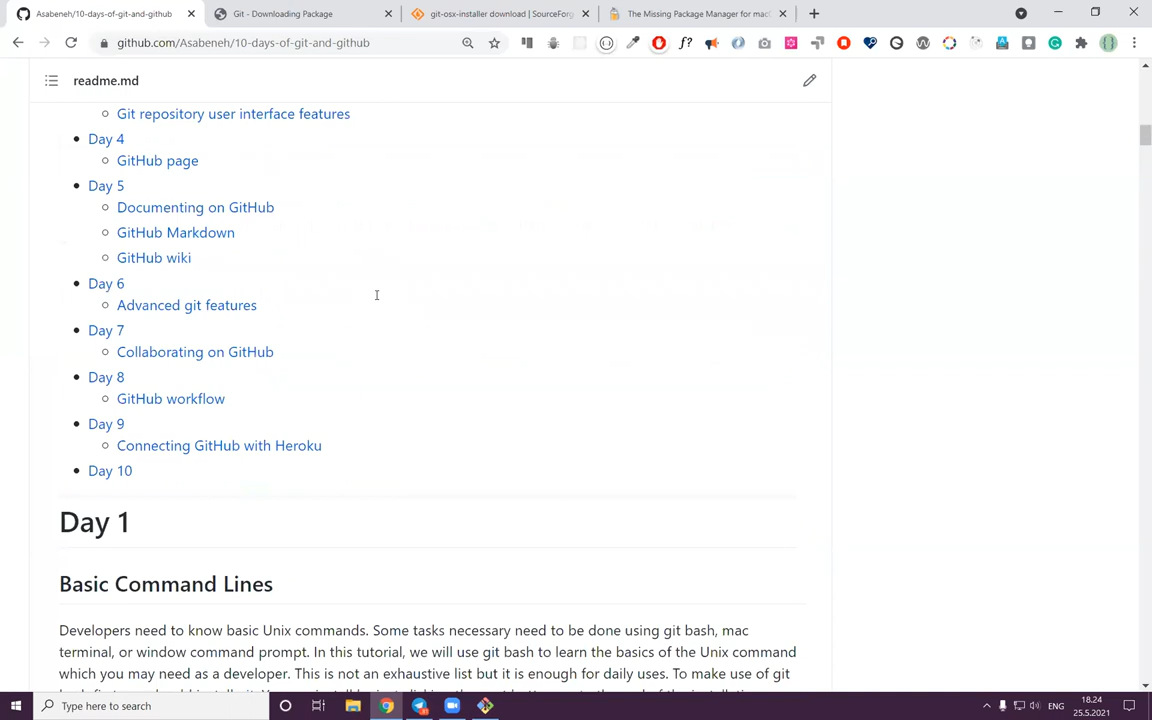 Asabeneh/10-days-of-git-and-github
Git - Downloading Package
git-osx-installer download | SourceForg
The Missing Package Manager for mac
github.com/Asabeneh/10-days-of-git-and-github
f?
readme.md
Git repository user interface features
Day 4
GitHub page
Day 5
Documenting on GitHub
GitHub Markdown
GitHub wiki
Day 6
Advanced git features
Day 7
Collaborating on GitHub
Day 8
GitHub workflow
Day 9
Connecting GitHub with Heroku
Day 10
Day 1
Basic Command Lines
Developers need to know basic Unix commands. Some tasks necessary need to be done using git bash, mac
terminal, or window command prompt. In this tutorial, we will use git bash to learn the basics of the Unix command
which you may need as a developer. This is not an exhaustive list but it is enough for daily uses. To make use of git
Type here to search
ENG
18.24
25.5.2021